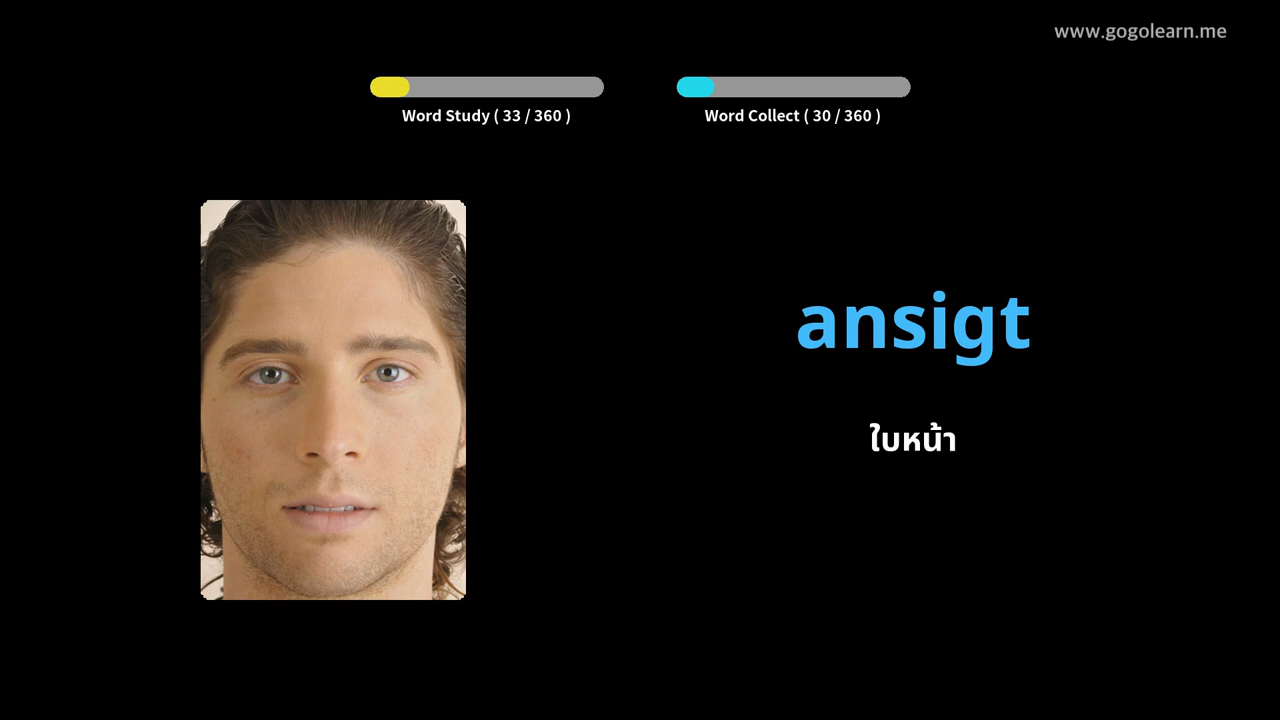 www.gogolearn.me
Word Study ( 33 / 360 )
Word Collect ( 30 / 360 )
ansigt
ใบหน้า